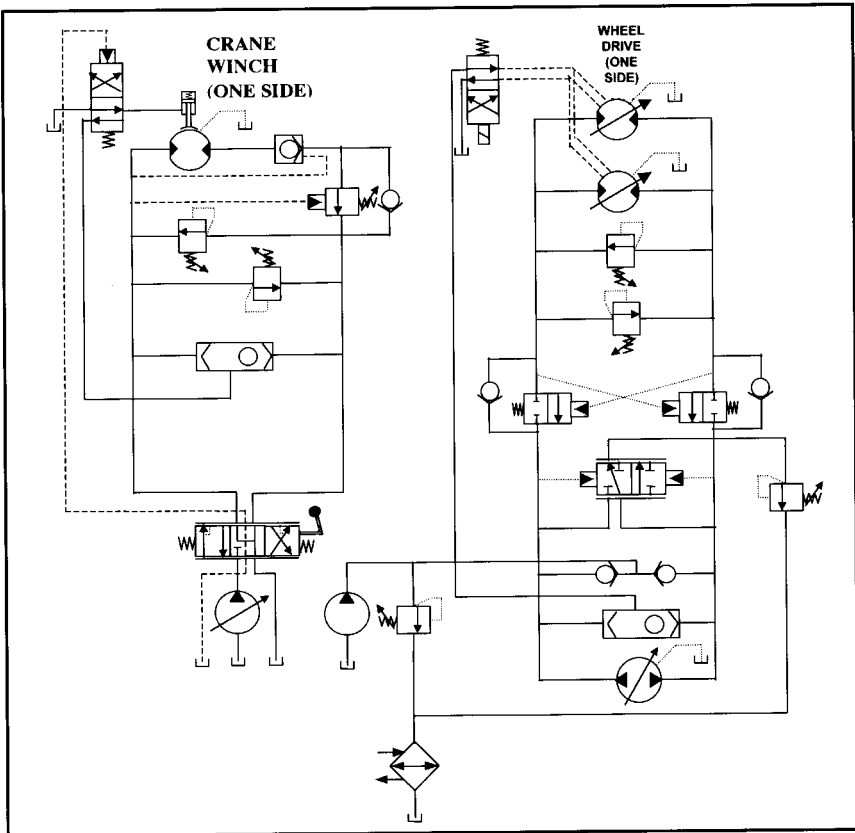 CRANE
WINCH
(ONE SIDE)
WHEEL
DRIVE
(ONE
SIDE)